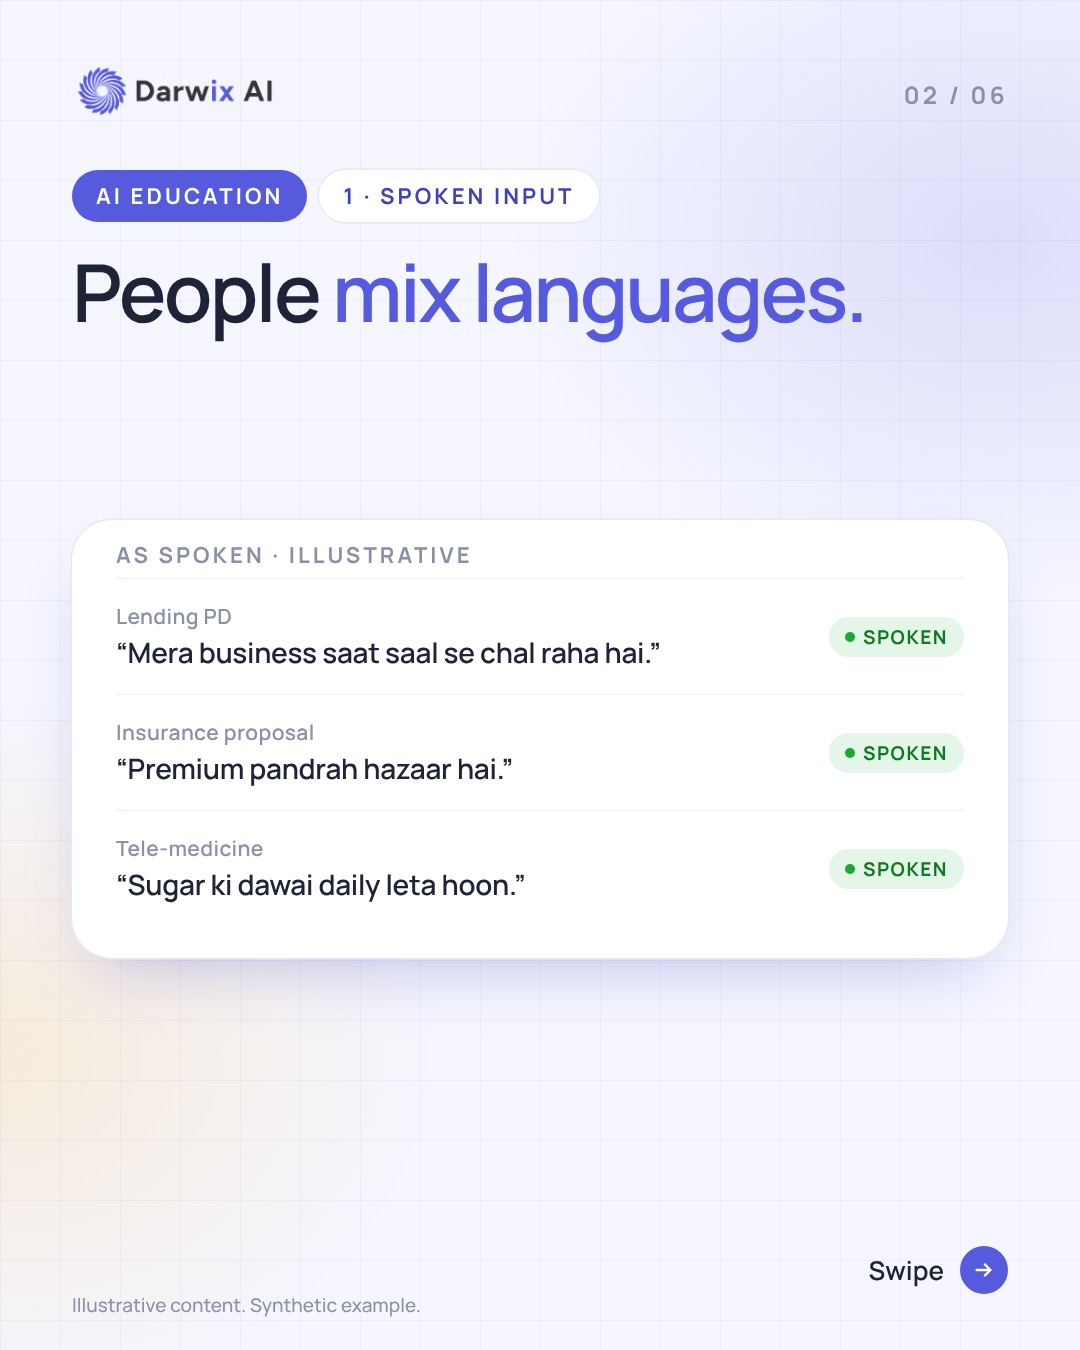 Darwix AI
02 / 06
AI EDUCATION
1 · SPOKEN INPUT
People mix languages.
AS SPOKEN · ILLUSTRATIVE
Lending PD
“Mera business saat saal se chal raha hai.”
SPOKEN
Insurance proposal
“Premium pandrah hazaar hai.”
SPOKEN
Tele-medicine
“Sugar ki dawai daily leta hoon.”
SPOKEN
Swipe
Illustrative content. Synthetic example.